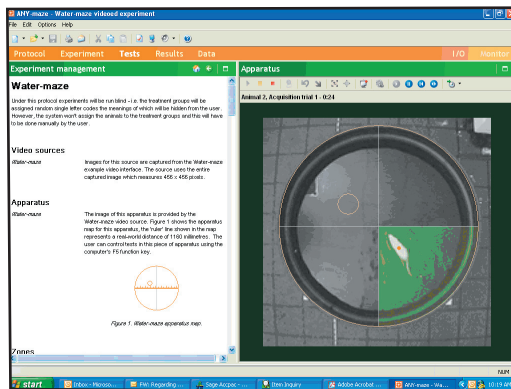 ANY-maze - Water-maze videoed experiment
File Edit Options Help
Protocol Experiment Tests Results Data I/O Monitor
Experiment management
Water-maze
Under this protocol experiments will be run blind - i.e. the treatment groups will be
assigned random single letter codes the meanings of which will be hidden from the user.
However, the system won't assign the animals to the treatment groups and this will have
to be done manually by the user.
Video sources
Water-maze Images for this source are captured from the Water-maze
example video interface. The source uses the entire
captured image which measures 456 x 456 pixels.
Apparatus
Water-maze The image of this apparatus is provided by the
Water-maze video source. Figure 1 shows the apparatus
map for this apparatus, the 'ruler' line shown in the map
represents a real-world distance of 1160 millimetres. The
user can control tests in this piece of apparatus using the
computer's F5 function key.
Figure 1. Water-maze apparatus map.
Zones
Apparatus
Animal 2, Acquisition trial 1 - 0:24
NUM
start Inbox - Microso... FW: Regarding ... Sage Accpac - ... Item Inquiry Adobe Acrobat ... ANY-maze - Wa... 10:19 AM